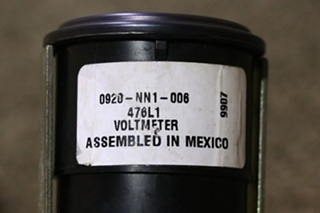 0920-NN1-006
476L1
VOLTMETER
ASSEMBLED IN MEXICO
9907